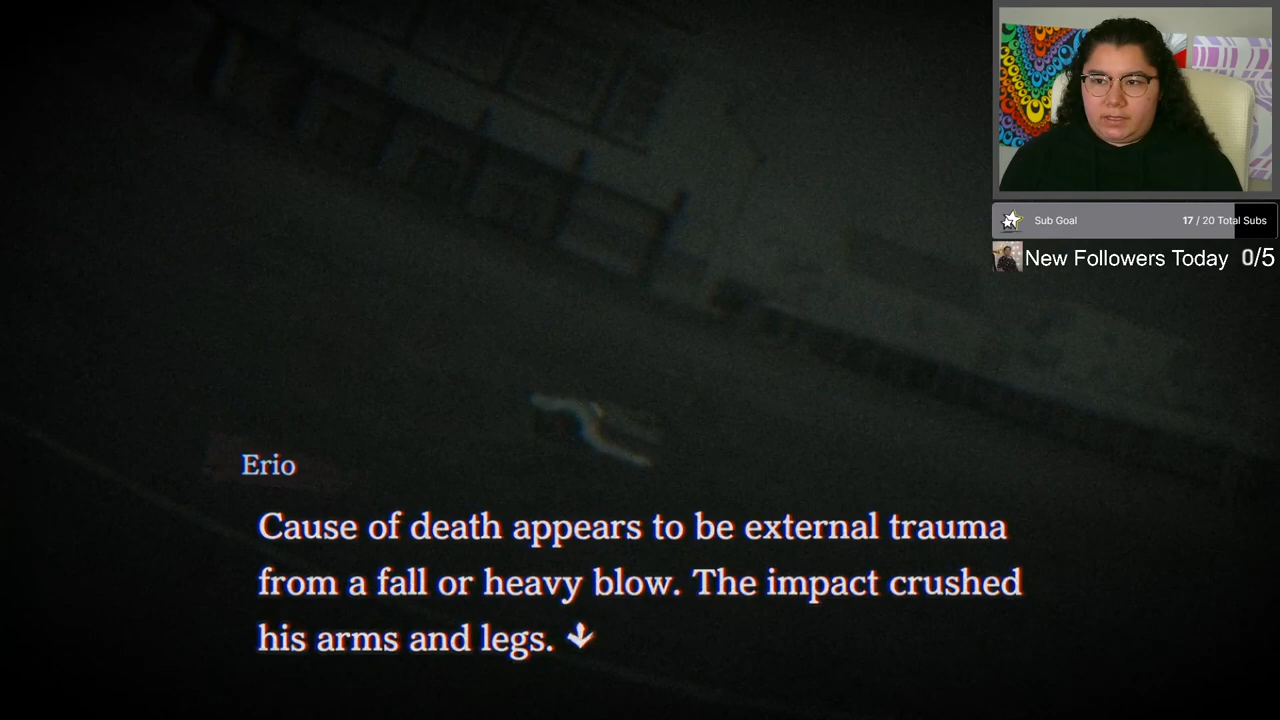 Sub Goal 17 / 20 Total Subs
New Followers Today 0/5
Erio
Cause of death appears to be external trauma
from a fall or heavy blow. The impact crushed
his arms and legs.